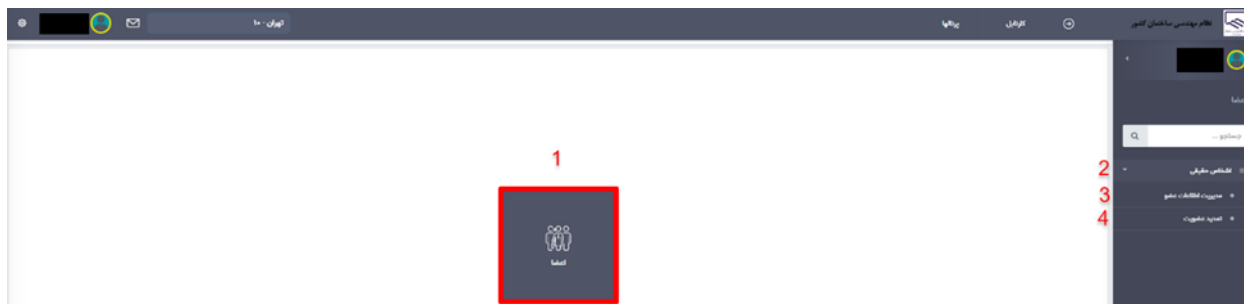 نظام مهندسی ساختمان کشور
کارتابل
پرتالها
تهران - ۱۰
اعضا
جستجو ...
1
2 اشخاص حقیقی
3 مدیریت اطلاعات عضو
4 تمدید عضویت
اعضا